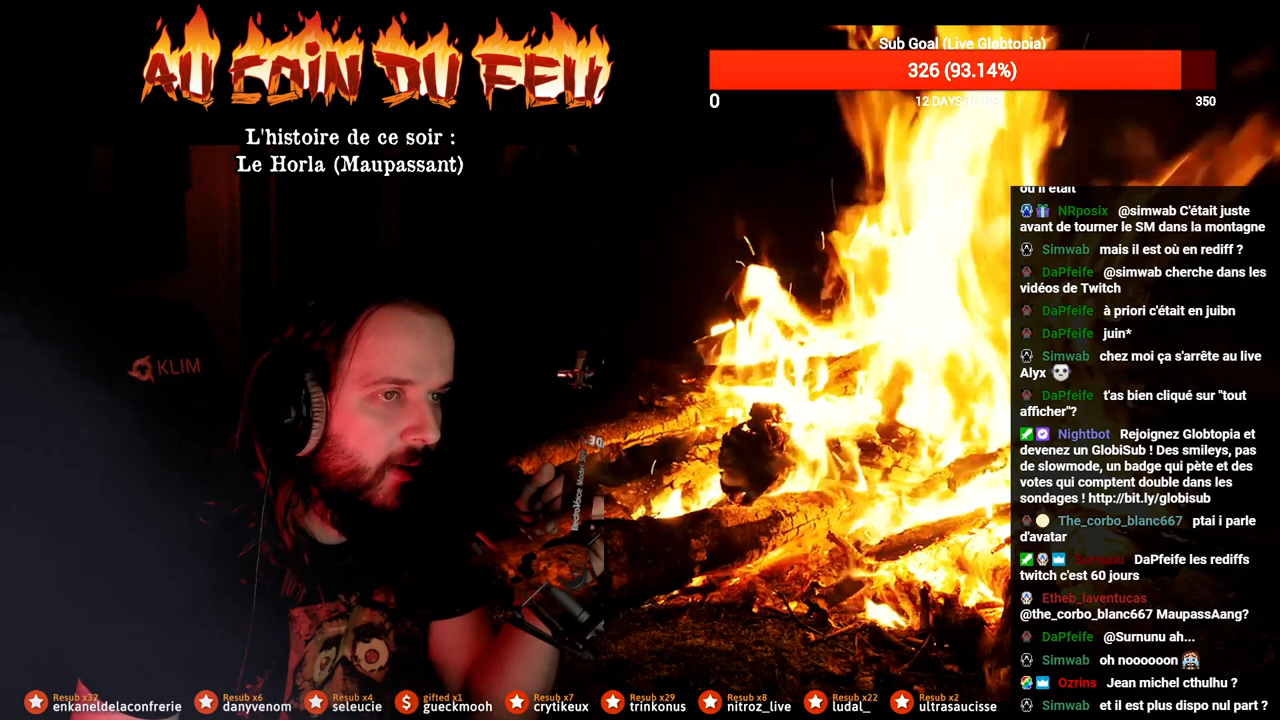 AU COIN DU FEU
L'histoire de ce soir :
Le Horla (Maupassant)
Sub Goal (Live Globtopia)
326 (93.14%)
0
350
KLIM
où il était
NRposix @simwab C'était juste
avant de tourner le SM dans la montagne
Simwab mais il est où en rediff ?
DaPfeife @simwab cherche dans les
vidéos de Twitch
DaPfeife à priori c'était en juibn
DaPfeife juin*
Simwab chez moi ça s'arrête au live
Alyx
DaPfeife t'as bien cliqué sur "tout
afficher"?
Nightbot Rejoignez Globtopia et
devenez un GlobiSub ! Des smileys, pas
de slowmode, un badge qui pète et des
votes qui comptent double dans les
sondages ! http://bit.ly/globisub
The_corbo_blanc667 ptai i parle
d'avatar
Surnunu DaPfeife les rediffs
twitch c'est 60 jours
Etheb_laventucas
@the_corbo_blanc667 MaupassAang?
DaPfeife @Surnunu ah...
Simwab oh noooooon
Ozrins Jean michel cthulhu ?
Simwab et il est plus dispo nul part ?
Resub x32
enkaneldelaconfrerie
Resub x6
danyvenom
Resub x4
seleucie
gifted x1
gueckmooh
Resub x7
crytikeux
Resub x29
trinkonus
Resub x8
nitroz_live
Resub x22
ludal_
Resub x2
ultrasaucisse